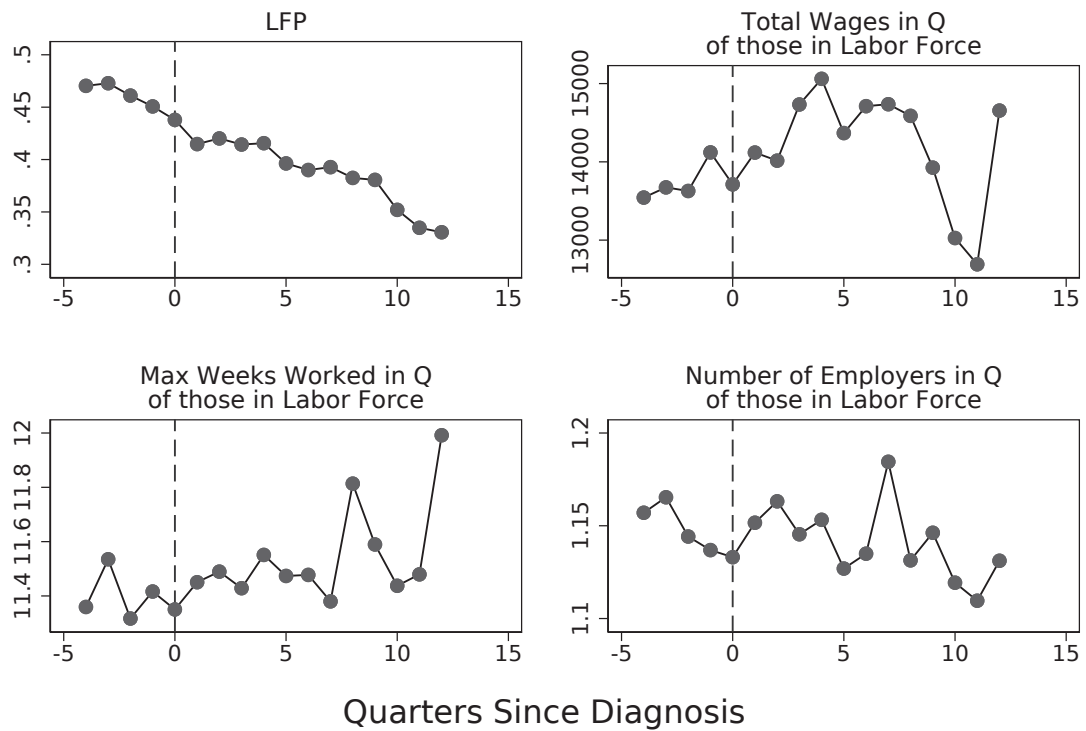 LFP
.5
.45
.4
.35
.3
-5 0 5 10 15
Total Wages in Q
of those in Labor Force
15000
14000
13000
-5 0 5 10 15
Max Weeks Worked in Q
of those in Labor Force
12
11.8
11.6
11.4
-5 0 5 10 15
Number of Employers in Q
of those in Labor Force
1.2
1.15
1.1
-5 0 5 10 15
Quarters Since Diagnosis